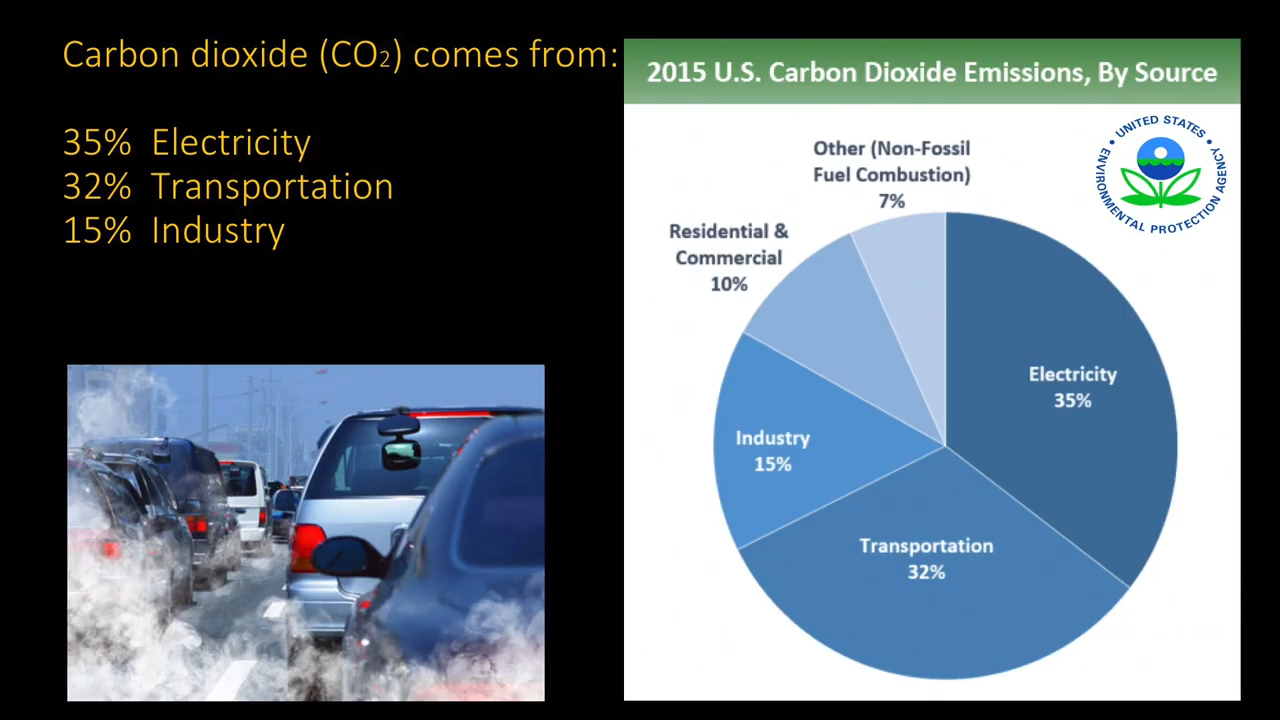 Carbon dioxide (CO₂) comes from:
35% Electricity
32% Transportation
15% Industry
2015 U.S. Carbon Dioxide Emissions, By Source
UNITED STATES
ENVIRONMENTAL PROTECTION AGENCY
Other (Non-Fossil
Fuel Combustion)
7%
Residential &
Commercial
10%
Electricity
35%
Industry
15%
Transportation
32%